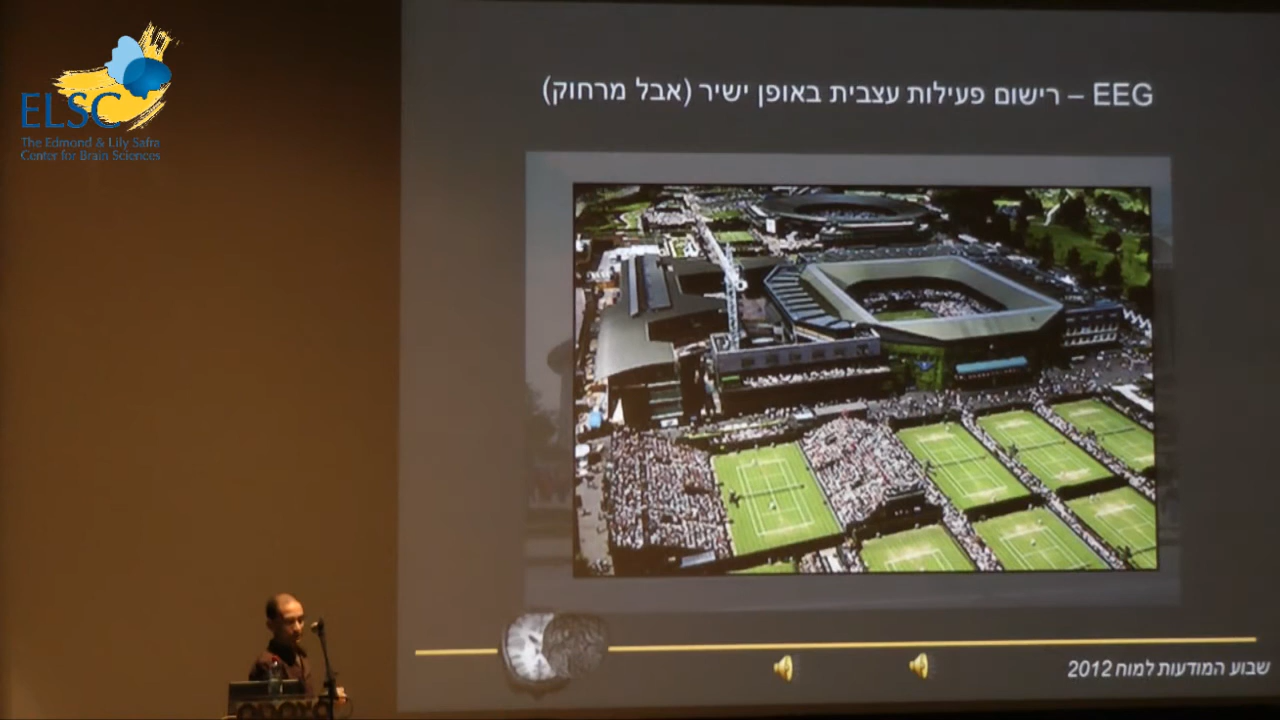 ELSC
The Edmond & Lily Safra
Center for Brain Sciences
EEG – רישום פעילות עצבית באופן ישיר (אבל מרחוק)
שבוע המודעות למוח 2012